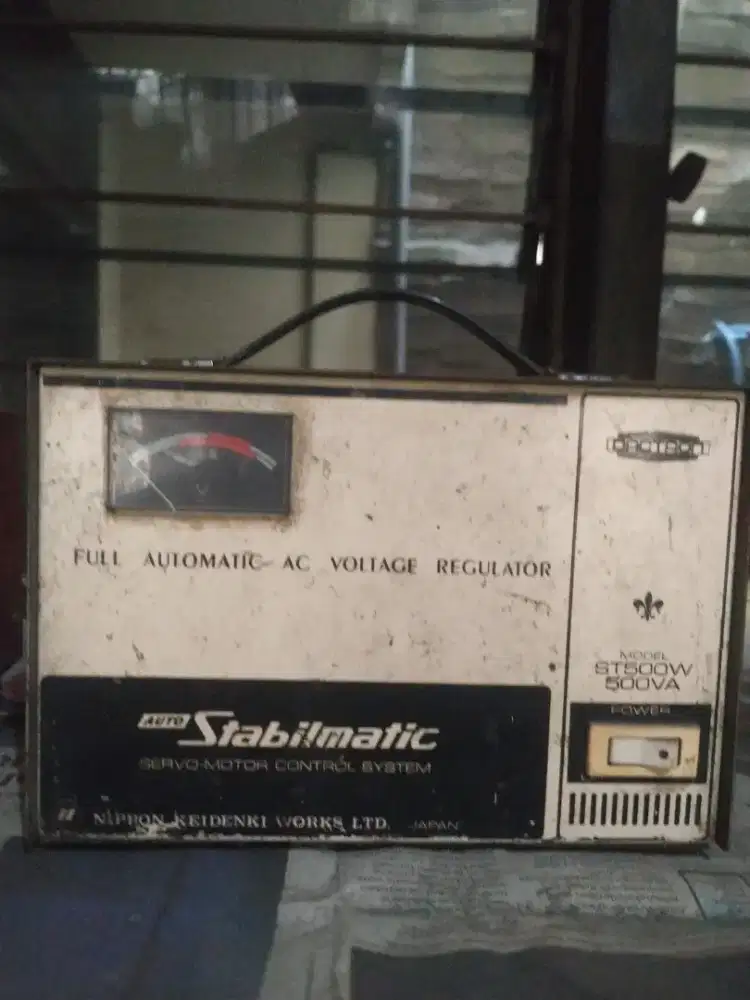 FULL AUTOMATIC AC VOLTAGE REGULATOR
MODEL
ST500W
500VA
POWER
AUTO Stabilmatic
SERVO-MOTOR CONTROL SYSTEM
NIPPON KEIDENKI WORKS LTD. JAPAN